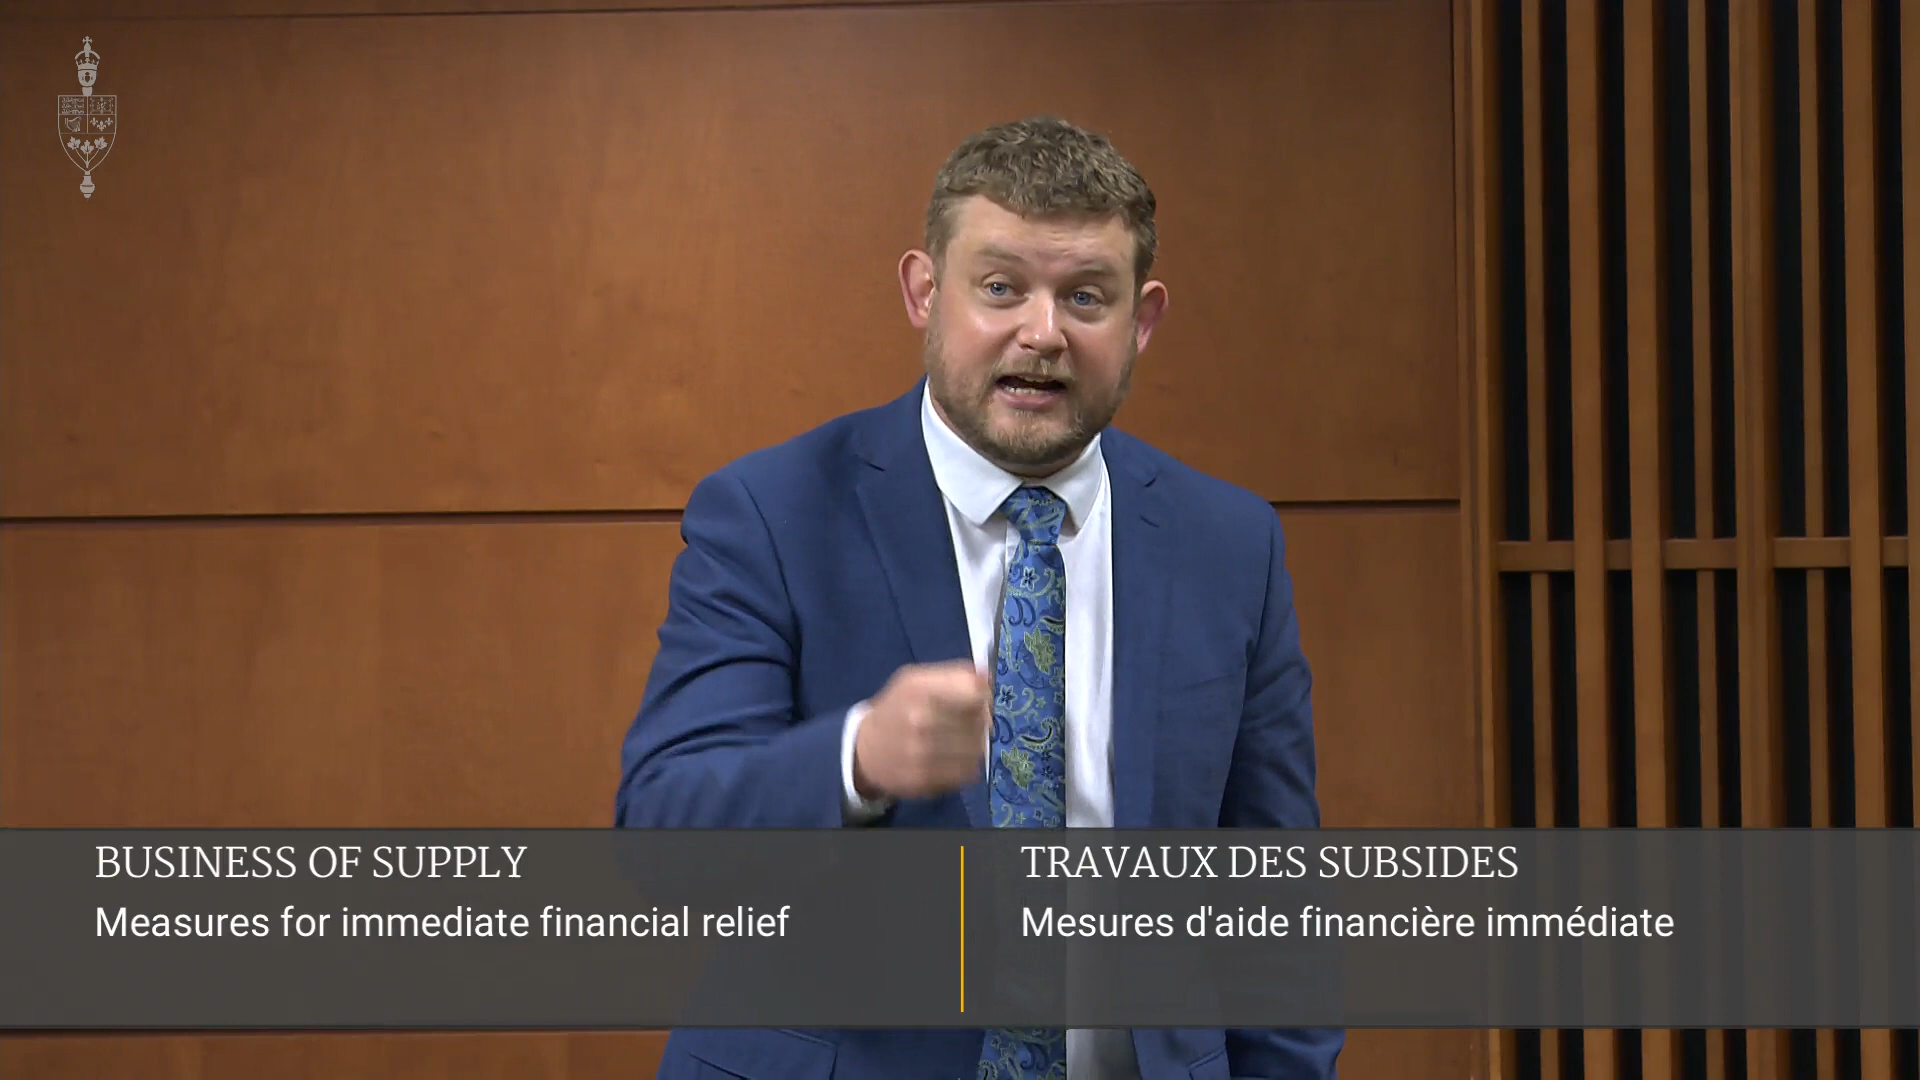 BUSINESS OF SUPPLY
Measures for immediate financial relief
TRAVAUX DES SUBSIDES
Mesures d'aide financière immédiate